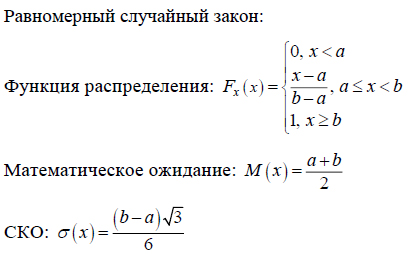 Равномерный случайный закон:
Функция распределения: F_x(x) = { 0, x < a
(x − a)/(b − a), a ≤ x < b
1, x ≥ b
Математическое ожидание: M(x) = (a + b)/2
СКО: σ(x) = ((b − a)√3)/6